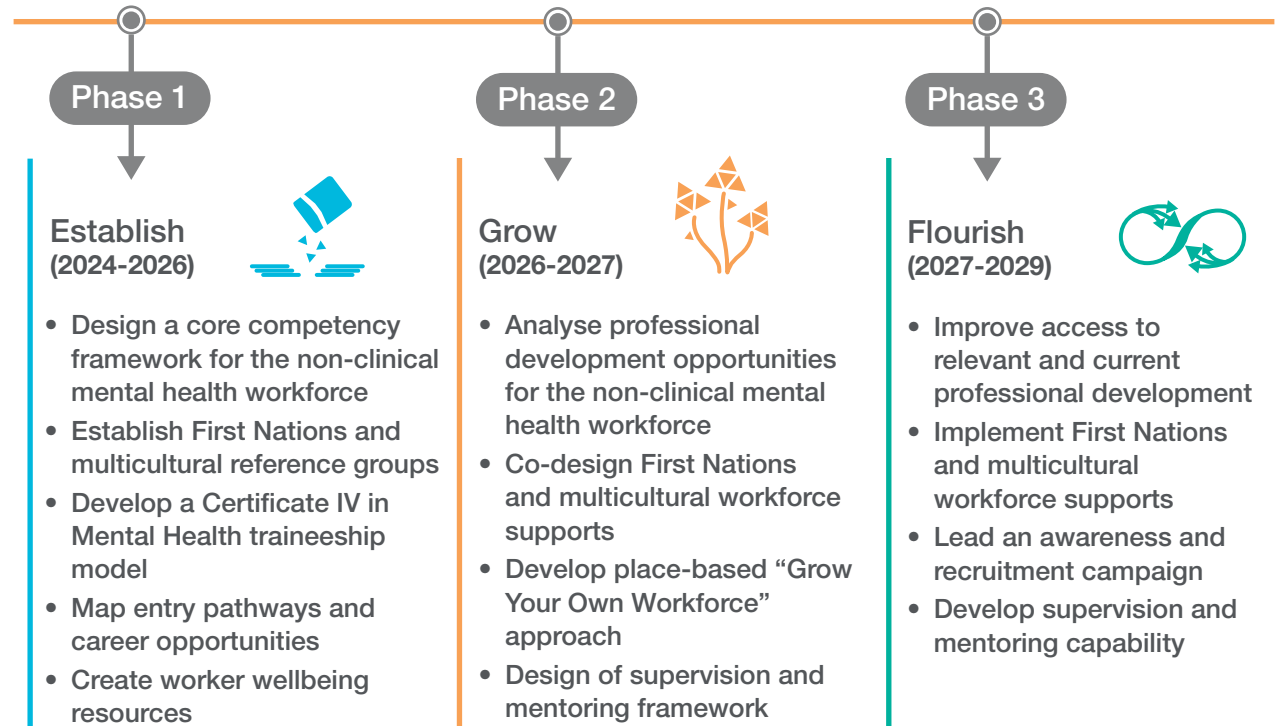 Phase 1
Establish
(2024-2026)
• Design a core competency
framework for the non-clinical
mental health workforce
• Establish First Nations and
multicultural reference groups
• Develop a Certificate IV in
Mental Health traineeship
model
• Map entry pathways and
career opportunities
• Create worker wellbeing
resources
Phase 2
Grow
(2026-2027)
• Analyse professional
development opportunities
for the non-clinical mental
health workforce
• Co-design First Nations
and multicultural workforce
supports
• Develop place-based “Grow
Your Own Workforce”
approach
• Design of supervision and
mentoring framework
Phase 3
Flourish
(2027-2029)
• Improve access to
relevant and current
professional development
• Implement First Nations
and multicultural
workforce supports
• Lead an awareness and
recruitment campaign
• Develop supervision and
mentoring capability